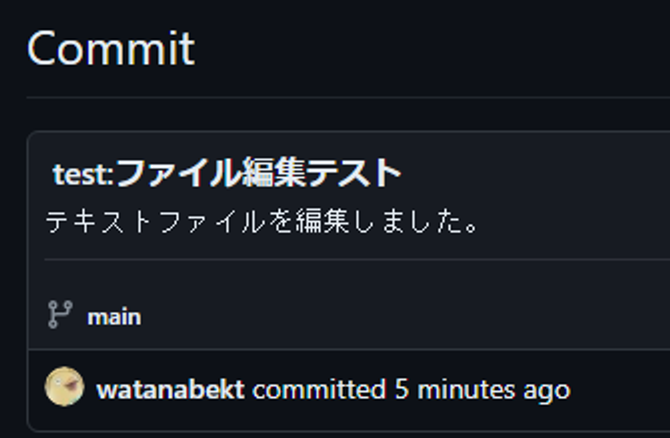 Commit
test:ファイル編集テスト
テキストファイルを編集しました。
main
watanabekt committed 5 minutes ago